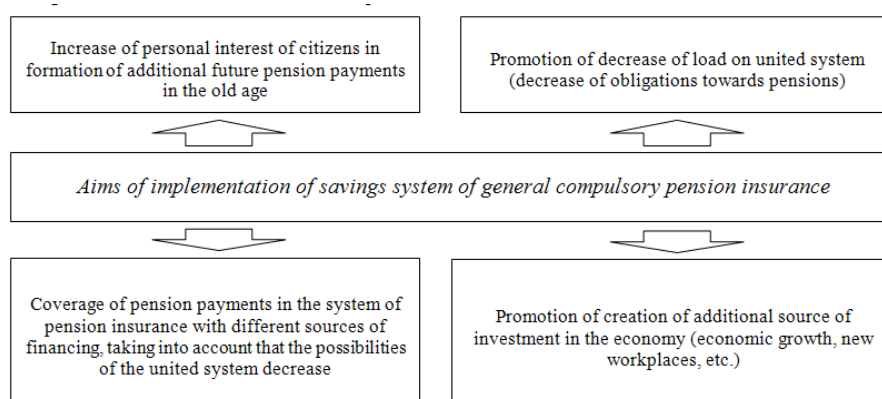 Increase of personal interest of citizens in
formation of additional future pension payments
in the old age
Promotion of decrease of load on united system
(decrease of obligations towards pensions)
Aims of implementation of savings system of general compulsory pension insurance
Coverage of pension payments in the system of
pension insurance with different sources of
financing, taking into account that the possibilities
of the united system decrease
Promotion of creation of additional source of
investment in the economy (economic growth, new
workplaces, etc.)